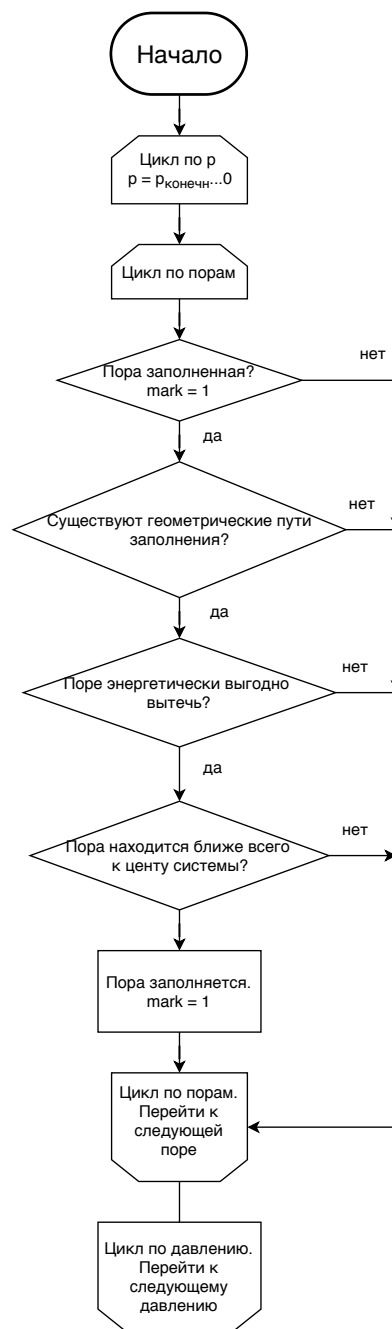 Начало
Цикл по р
р = рконечн...0
Цикл по порам
Пора заполненная?
mark = 1
нет
да
Существуют геометрические пути
заполнения?
нет
да
Поре энергетически выгодно
вытечь?
нет
да
Пора находится ближе всего
к центу системы?
нет
Пора заполняется.
mark = 1
Цикл по порам.
Перейти к
следующей
поре
Цикл по давлению.
Перейти к
следующему
давлению